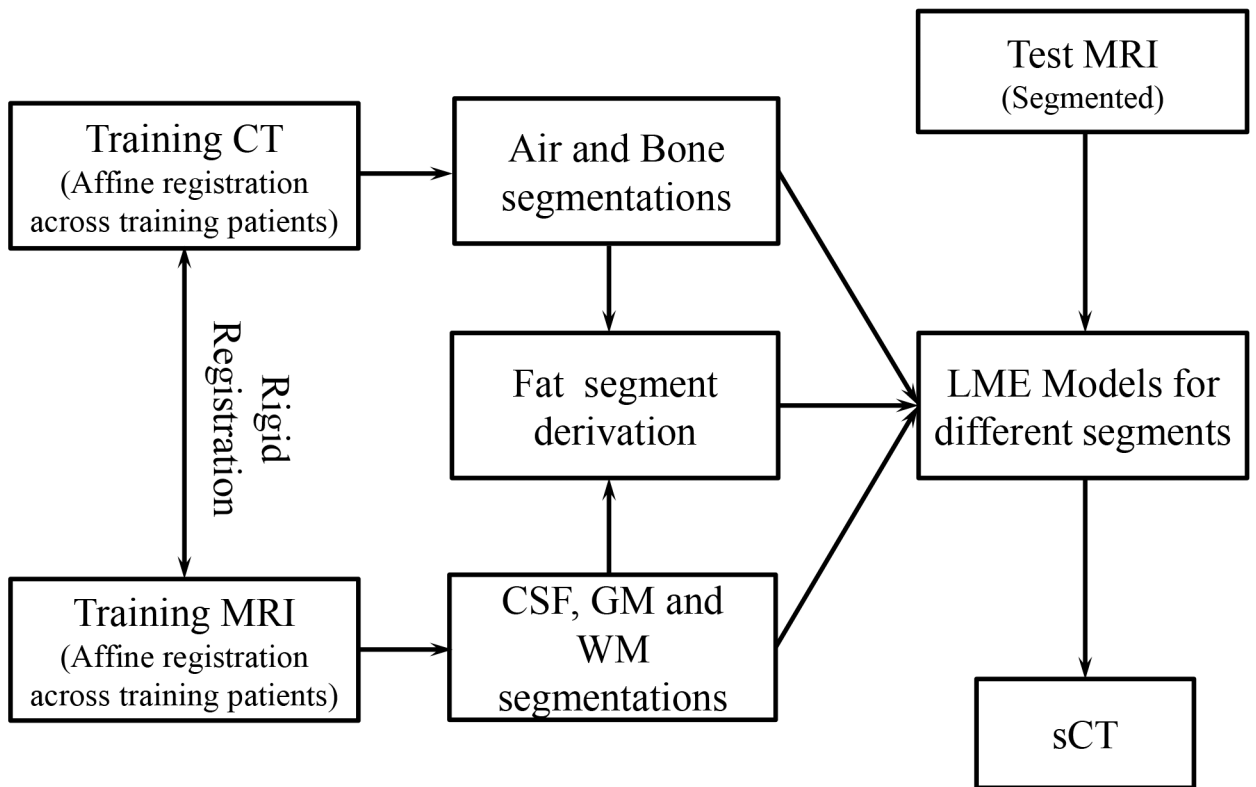 Training CT
(Affine registration
across training patients)
Air and Bone
segmentations
Test MRI
(Segmented)
Rigid
Registration
Fat segment
derivation
LME Models for
different segments
Training MRI
(Affine registration
across training patients)
CSF, GM and
WM
segmentations
sCT